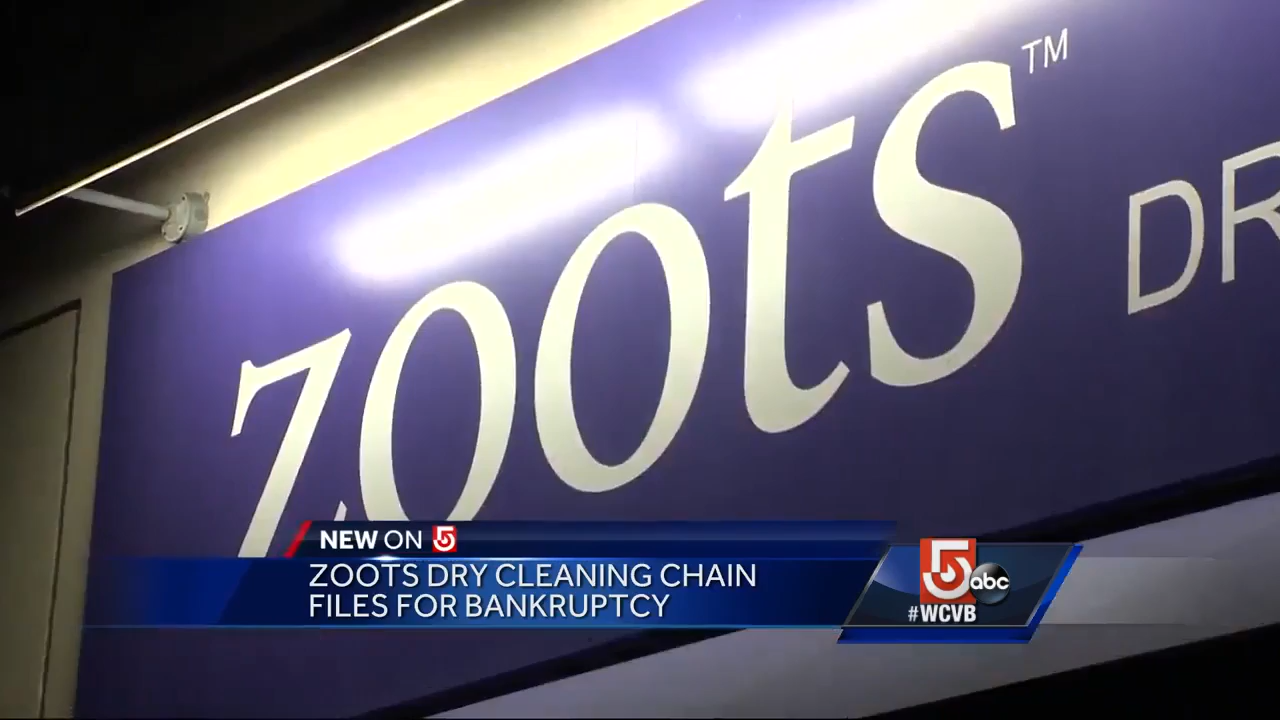 zoots™
DR
NEW ON 5
ZOOTS DRY CLEANING CHAIN
FILES FOR BANKRUPTCY
5 abc
#WCVB